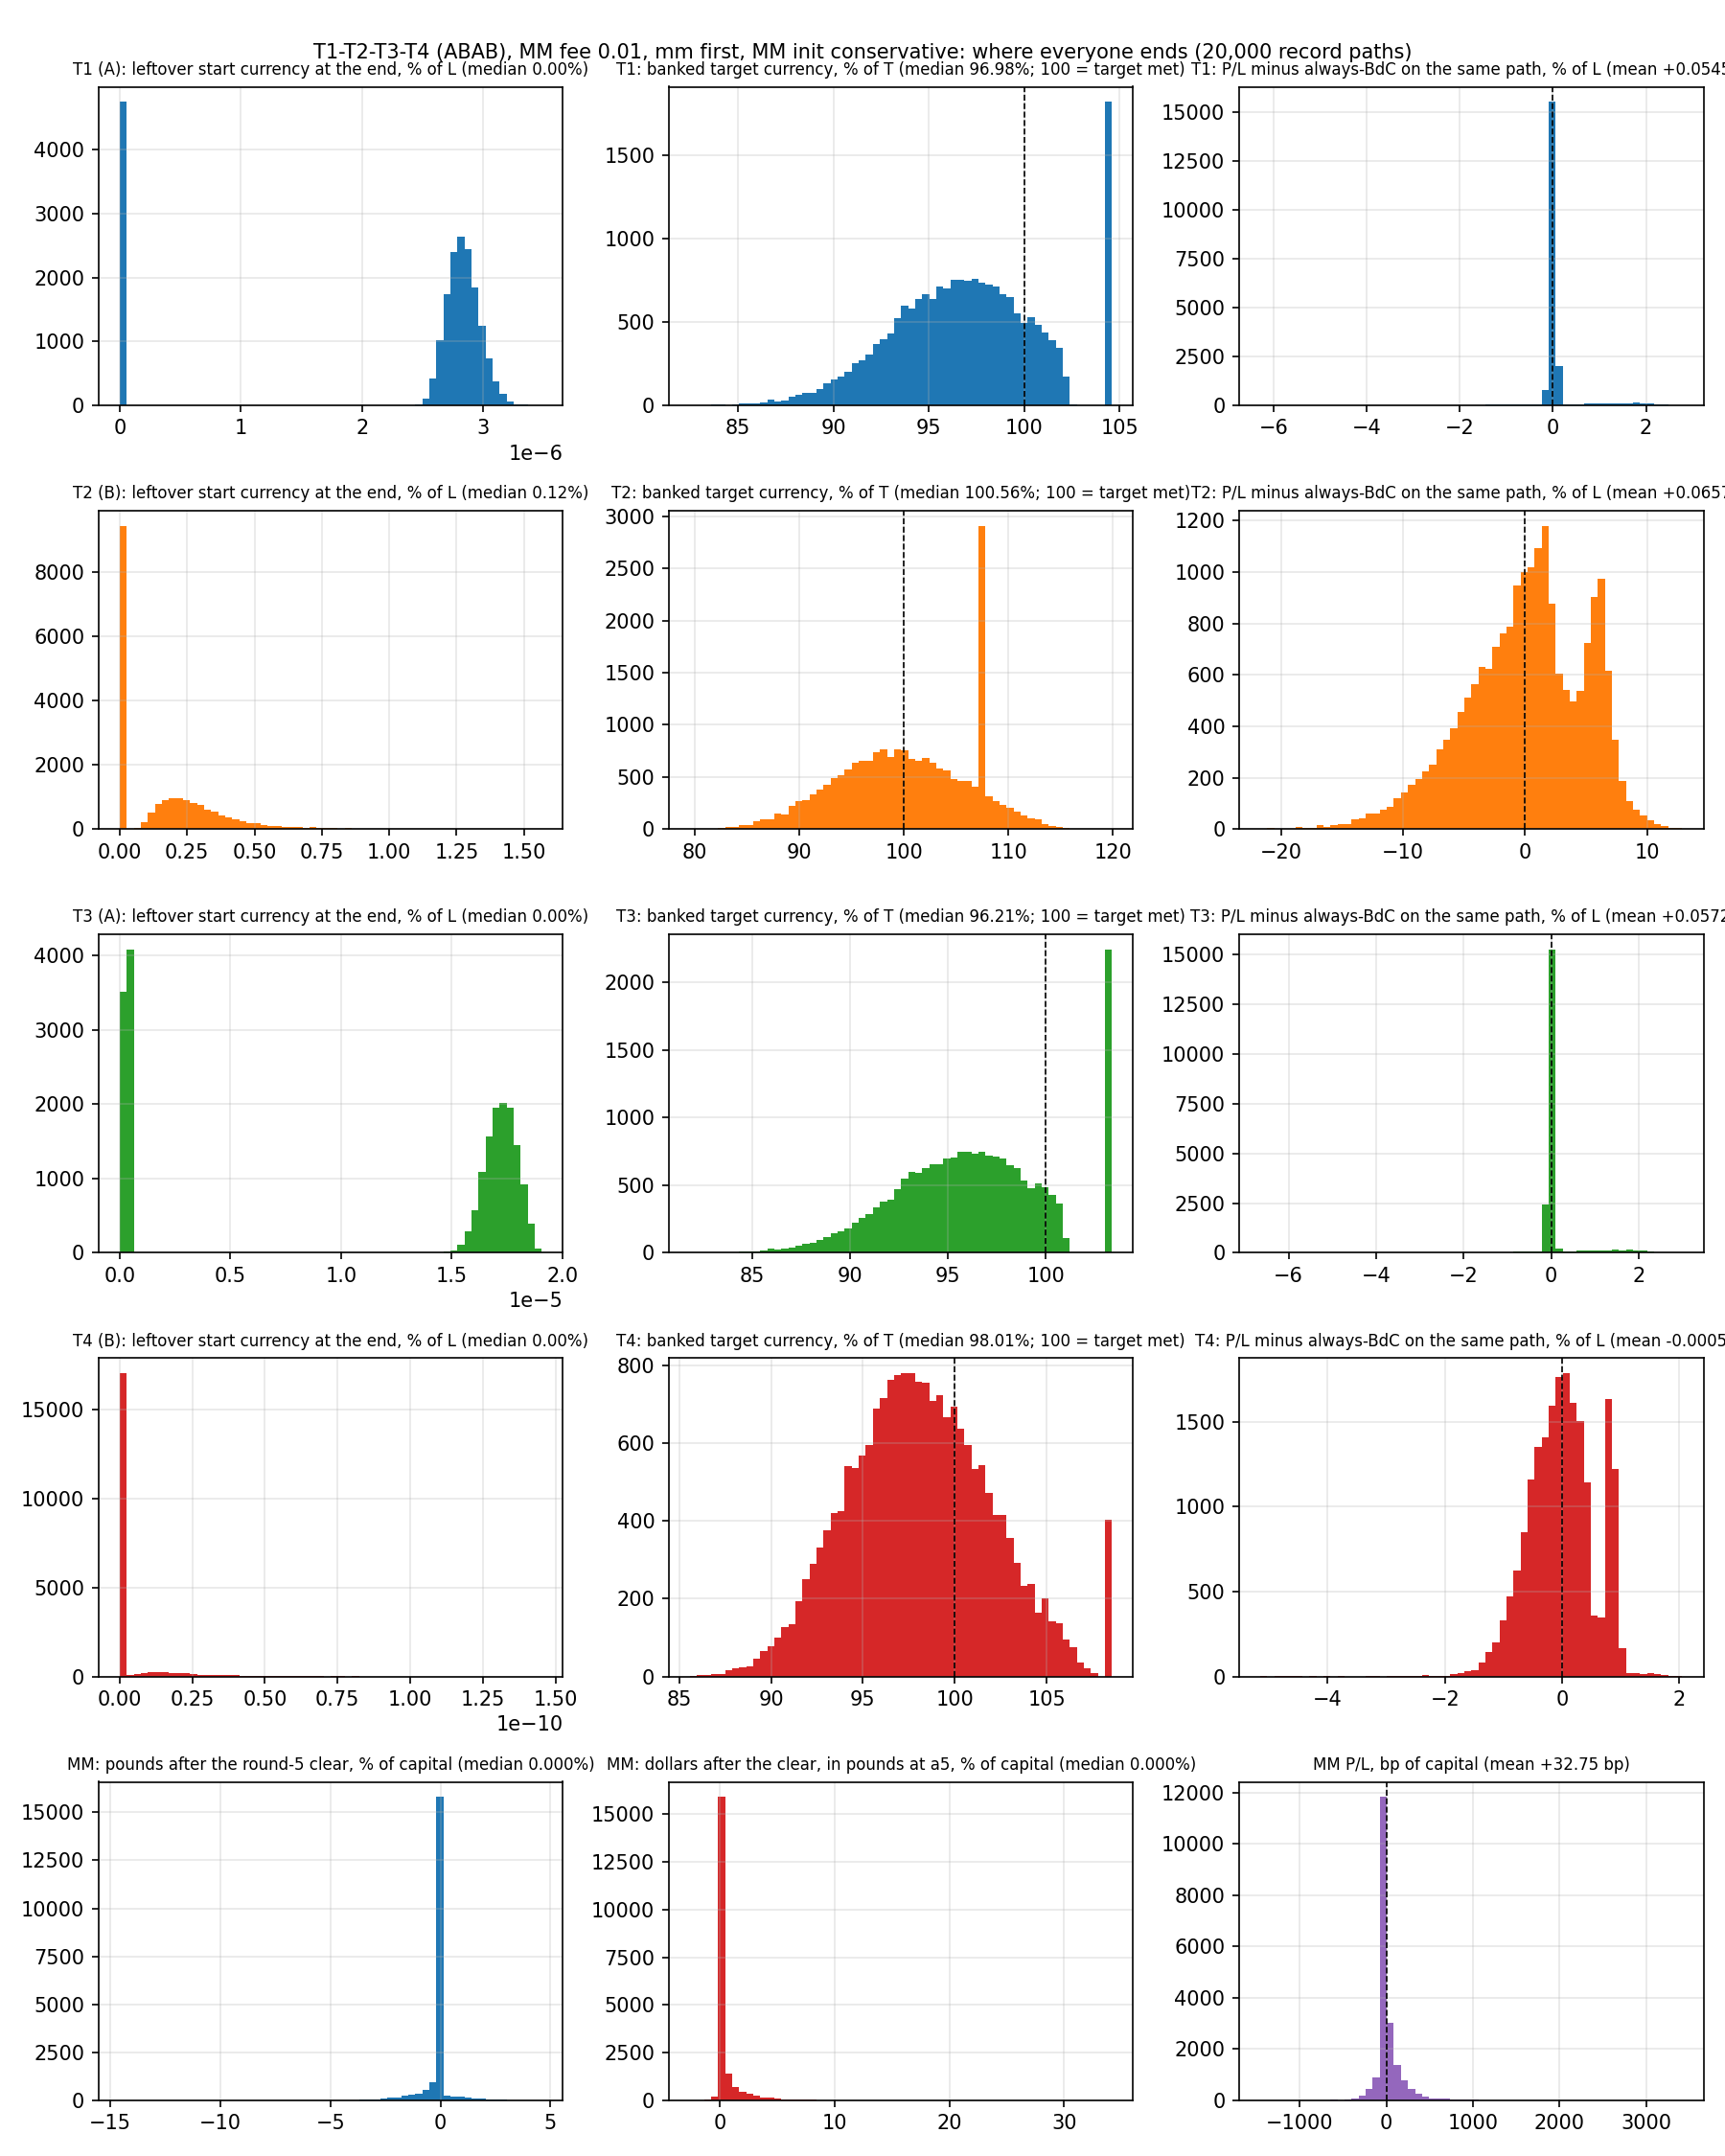 T1-T2-T3-T4 (ABAB), MM fee 0.01, mm first, MM init conservative: where everyone ends (20,000 record paths)
T1 (A): leftover start currency at the end, % of L (median 0.00%)
T1: banked target currency, % of T (median 96.98%; 100 = target met)
T1: P/L minus always-BdC on the same path, % of L (mean +0.0545
4000
3000
2000
1000
0
0 1 2 3
1e−6
1500
1000
500
0
85 90 95 100 105
15000
12500
10000
7500
5000
2500
0
−6 −4 −2 0 2
T2 (B): leftover start currency at the end, % of L (median 0.12%)
T2: banked target currency, % of T (median 100.56%; 100 = target met)
T2: P/L minus always-BdC on the same path, % of L (mean +0.0657
8000
6000
4000
2000
0
0.00 0.25 0.50 0.75 1.00 1.25 1.50
3000
2500
2000
1500
1000
500
0
80 90 100 110 120
1200
1000
800
600
400
200
0
−20 −10 0 10
T3 (A): leftover start currency at the end, % of L (median 0.00%)
T3: banked target currency, % of T (median 96.21%; 100 = target met)
T3: P/L minus always-BdC on the same path, % of L (mean +0.0572
4000
3000
2000
1000
0
0.0 0.5 1.0 1.5 2.0
1e−5
2000
1500
1000
500
0
85 90 95 100
15000
12500
10000
7500
5000
2500
0
−6 −4 −2 0 2
T4 (B): leftover start currency at the end, % of L (median 0.00%)
T4: banked target currency, % of T (median 98.01%; 100 = target met)
T4: P/L minus always-BdC on the same path, % of L (mean -0.0005
15000
10000
5000
0
0.00 0.25 0.50 0.75 1.00 1.25 1.50
1e−10
800
600
400
200
0
85 90 95 100 105
1500
1000
500
0
−4 −2 0 2
MM: pounds after the round-5 clear, % of capital (median 0.000%)
MM: dollars after the clear, in pounds at a5, % of capital (median 0.000%)
MM P/L, bp of capital (mean +32.75 bp)
15000
12500
10000
7500
5000
2500
0
−15 −10 −5 0 5
15000
12500
10000
7500
5000
2500
0
0 10 20 30
12000
10000
8000
6000
4000
2000
0
−1000 0 1000 2000 3000